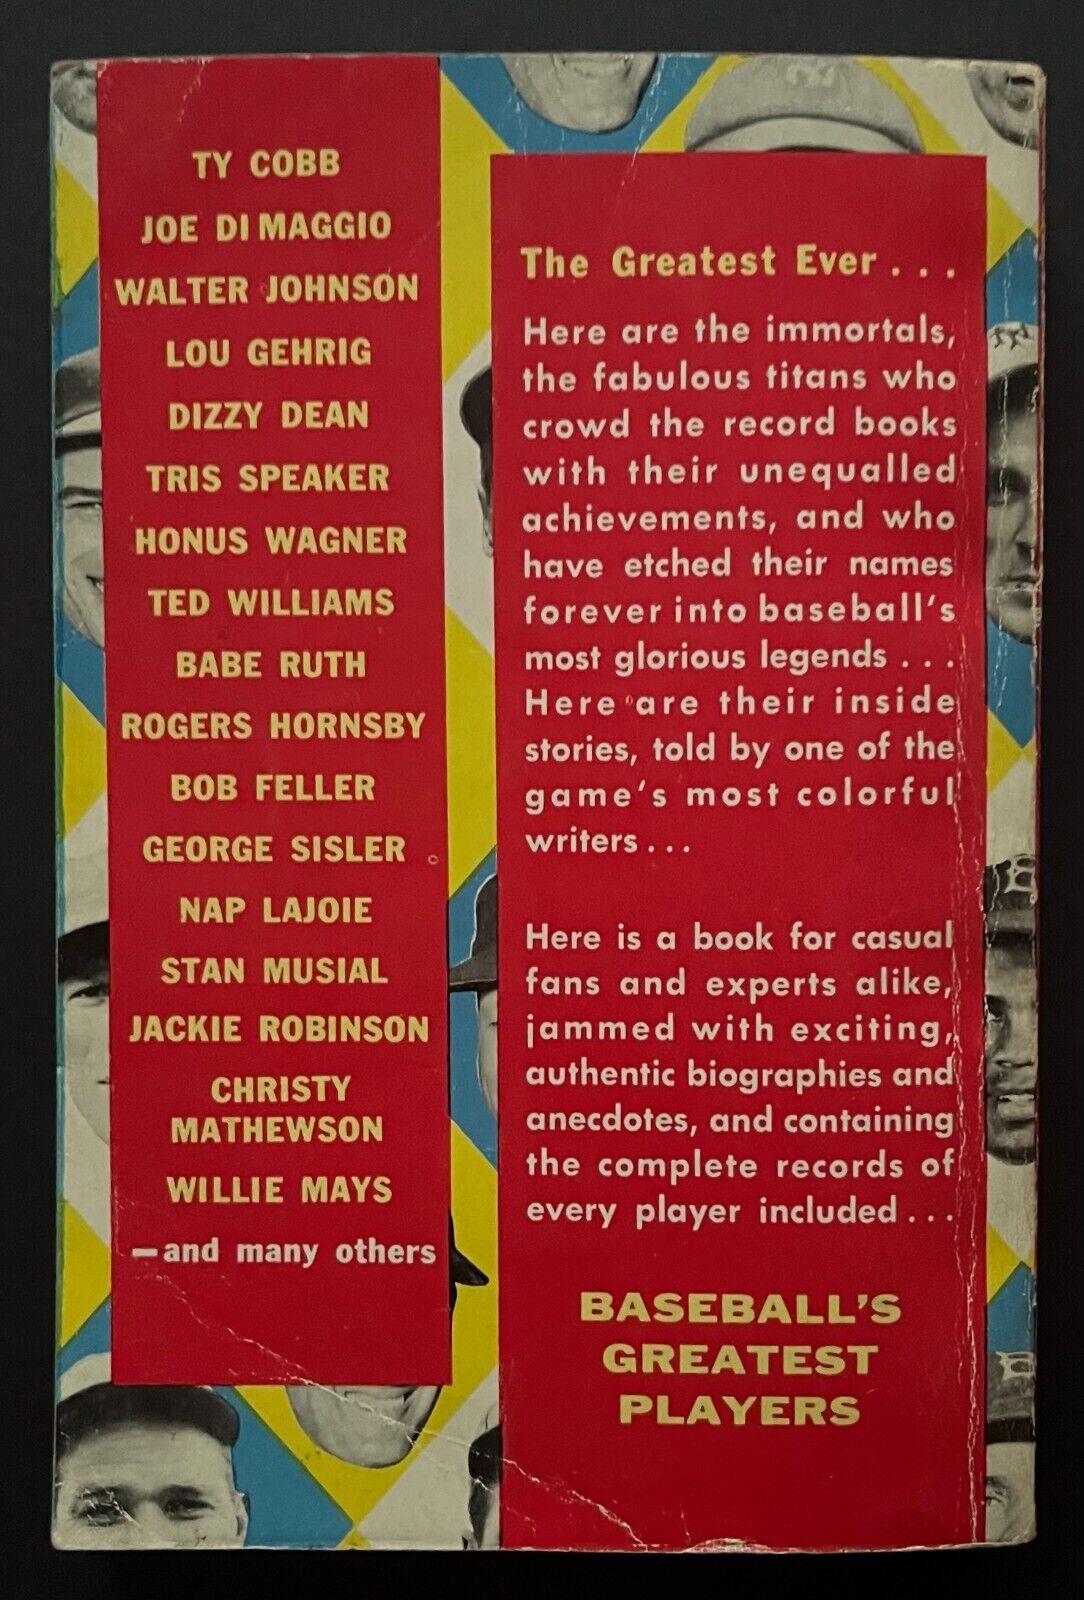 TY COBB
JOE DI MAGGIO
WALTER JOHNSON
LOU GEHRIG
DIZZY DEAN
TRIS SPEAKER
HONUS WAGNER
TED WILLIAMS
BABE RUTH
ROGERS HORNSBY
BOB FELLER
GEORGE SISLER
NAP LAJOIE
STAN MUSIAL
JACKIE ROBINSON
CHRISTY
MATHEWSON
WILLIE MAYS
—and many others
The Greatest Ever . . .
Here are the immortals,
the fabulous titans who
crowd the record books
with their unequalled
achievements, and who
have etched their names
forever into baseball's
most glorious legends . . .
Here are their inside
stories, told by one of the
game's most colorful
writers . . .
Here is a book for casual
fans and experts alike,
jammed with exciting,
authentic biographies and
anecdotes, and containing
the complete records of
every player included . . .
BASEBALL'S
GREATEST
PLAYERS
B
B